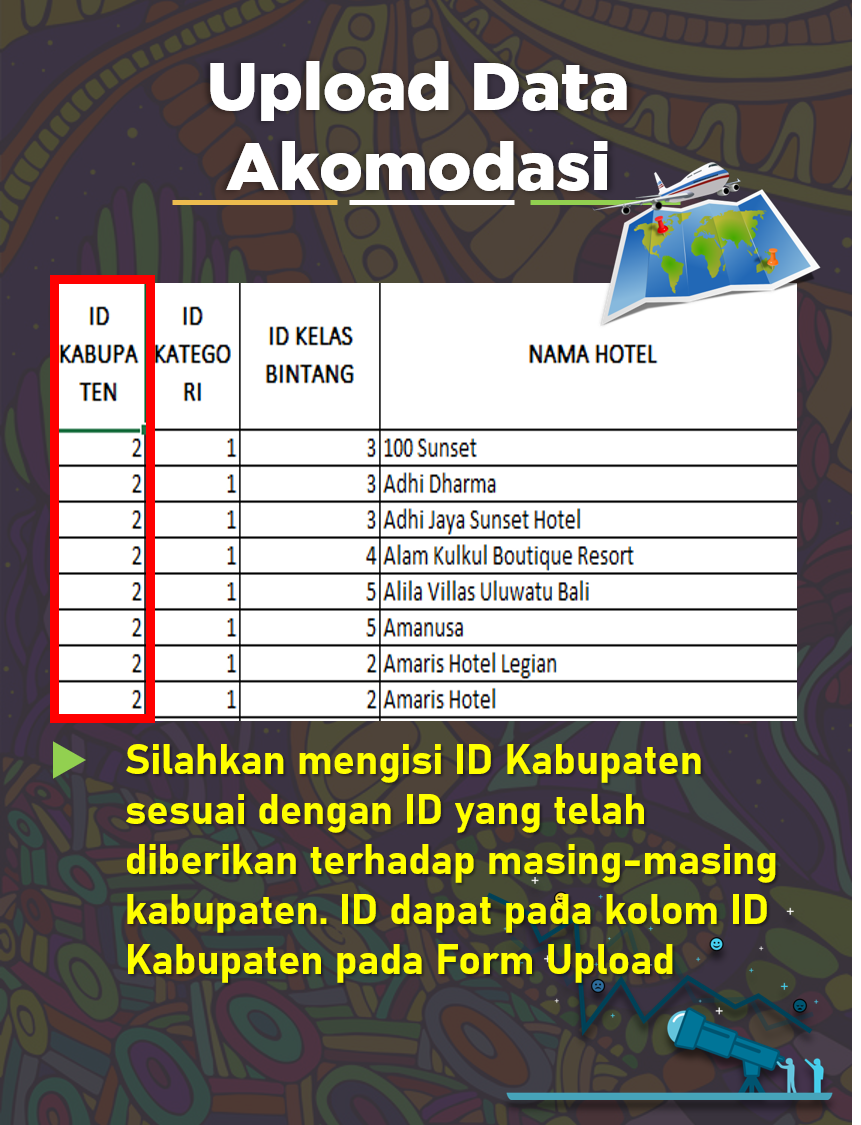 Upload Data
Akomodasi
ID KABUPA TEN | ID KATEGO RI | ID KELAS BINTANG | NAMA HOTEL
2 | 1 | 3 | 100 Sunset
2 | 1 | 3 | Adhi Dharma
2 | 1 | 3 | Adhi Jaya Sunset Hotel
2 | 1 | 4 | Alam Kulkul Boutique Resort
2 | 1 | 5 | Alila Villas Uluwatu Bali
2 | 1 | 5 | Amanusa
2 | 1 | 2 | Amaris Hotel Legian
2 | 1 | 2 | Amaris Hotel
Silahkan mengisi ID Kabupaten
sesuai dengan ID yang telah
diberikan terhadap masing-masing
kabupaten. ID dapat pada kolom ID
Kabupaten pada Form Upload